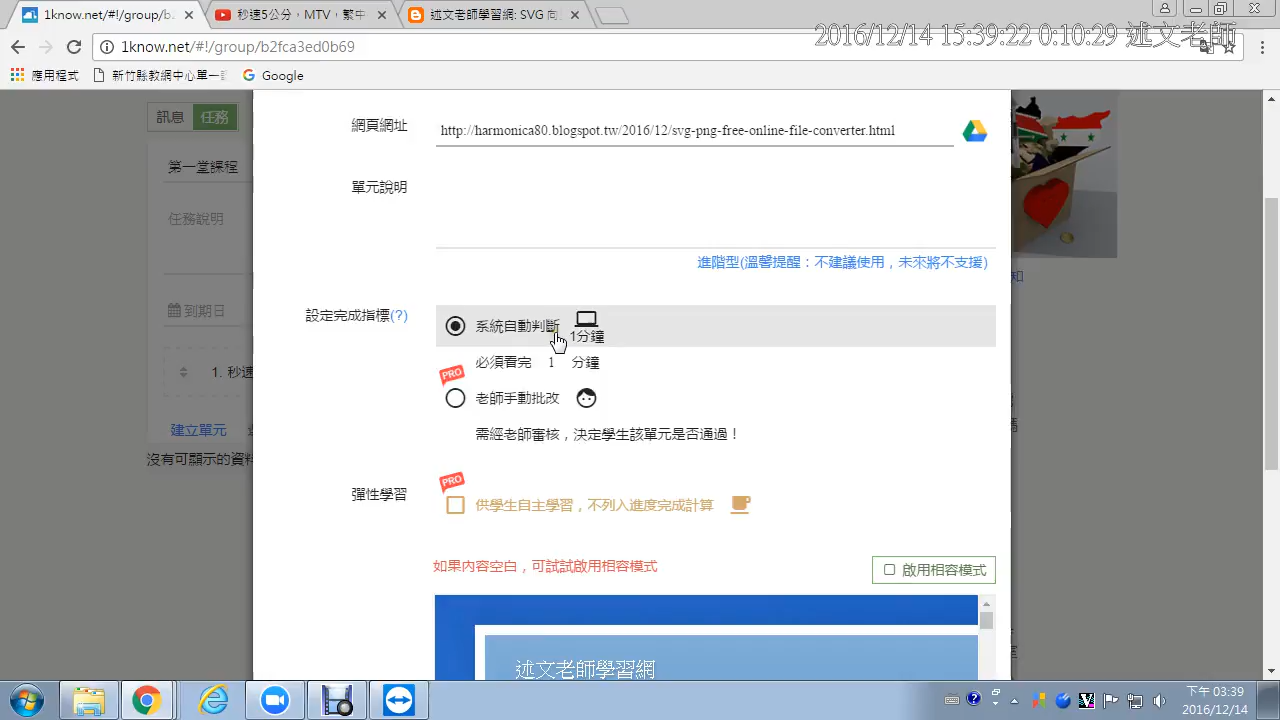 1know.net/#!/group/b2
秒速5公分，MTV，繁中
述文老師學習網: SVG 向
1know.net/#!/group/b2fca3ed0b69
2016/12/14 15:39:22 0:10:29 述文老師
應用程式
新竹縣教網中心單一
Google
訊息
任務
網頁網址
http://harmonica80.blogspot.tw/2016/12/svg-png-free-online-file-converter.html
第一堂課程
單元說明
任務說明
進階型(溫馨提醒：不建議使用，未來將不支援)
知
到期日
設定完成指標(?)
系統自動判斷
1分鐘
必須看完 1 分鐘
1. 秒速
PRO
老師手動批改
建立單元
需經老師審核，決定學生該單元是否通過！
沒有可顯示的資料
PRO
彈性學習
供學生自主學習，不列入進度完成計算
如果內容空白，可試試啟用相容模式
啟用相容模式
述文老師學習網
下午 03:39
2016/12/14